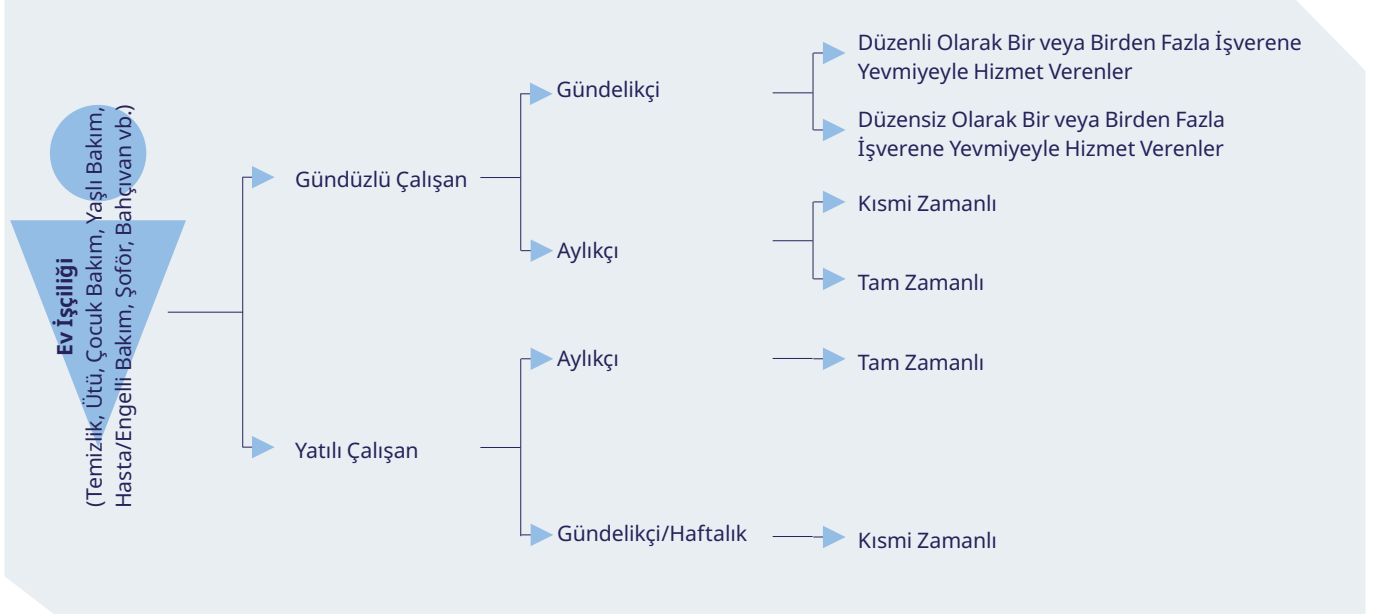 Ev İşçiliği
(Temizlik, Ütü, Çocuk Bakım, Yaşlı Bakım,
Hasta/Engelli Bakım, Şoför, Bahçıvan vb.)
Gündüzlü Çalışan
Gündelikçi
Düzenli Olarak Bir veya Birden Fazla İşverene
Yevmiyeyle Hizmet Verenler
Düzensiz Olarak Bir veya Birden Fazla
İşverene Yevmiyeyle Hizmet Verenler
Aylıkçı
Kısmi Zamanlı
Tam Zamanlı
Yatılı Çalışan
Aylıkçı
Tam Zamanlı
Gündelikçi/Haftalık
Kısmi Zamanlı